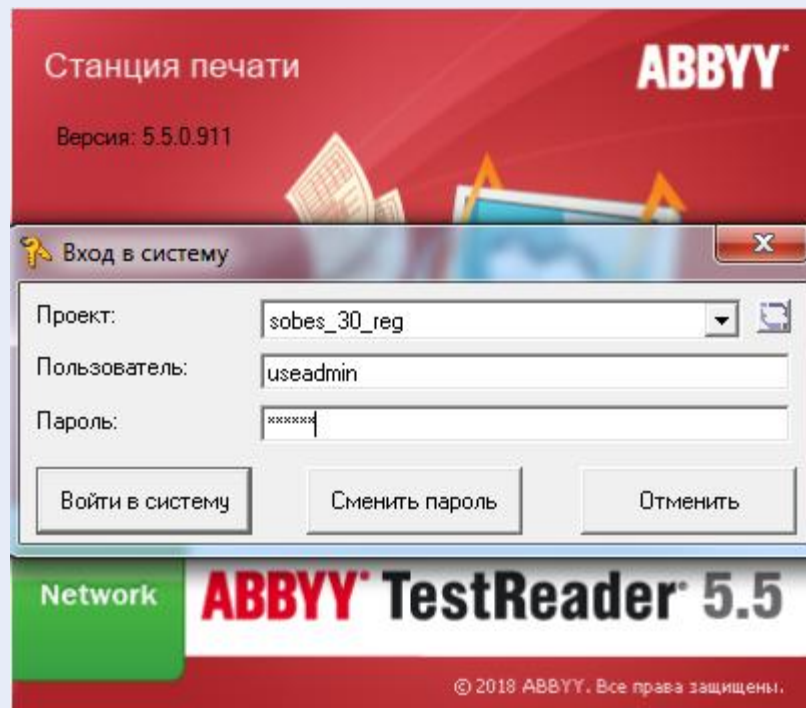 Станция печати
ABBYY
Версия: 5.5.0.911
Вход в систему
Проект:
sobes_30_reg
Пользователь:
useadmin
Пароль:
××××××
Войти в систему
Сменить пароль
Отменить
Network
ABBYY TestReader 5.5
© 2018 ABBYY. Все права защищены.